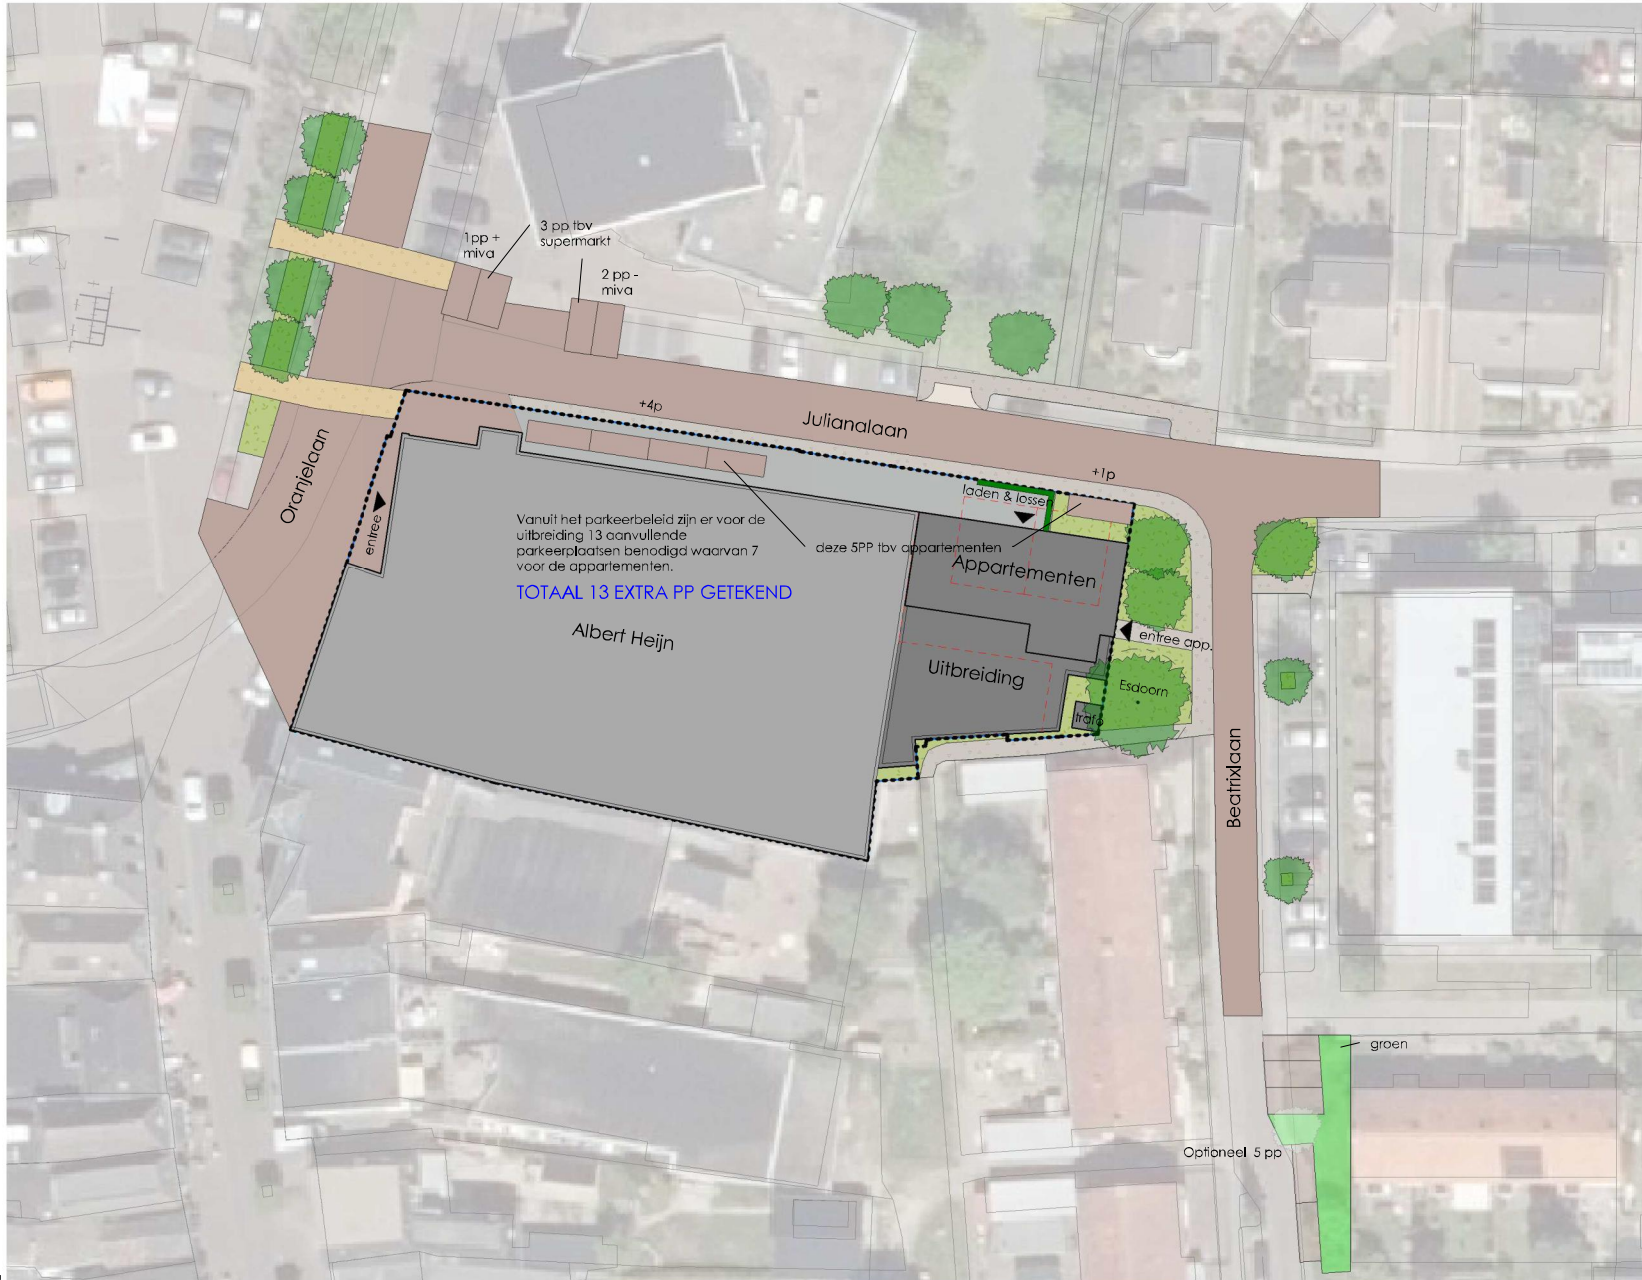 3 pp tbv
supermarkt
1pp +
miva
2 pp -
miva
+4p
Julianalaan
+1p
Oranjelaan
entree
laden & lossen
Vanuit het parkeerbeleid zijn er voor de
uitbreiding 13 aanvullende
parkeerplaatsen benodigd waarvan 7
voor de appartementen.
TOTAAL 13 EXTRA PP GETEKEND
deze 5PP tbv appartementen
Appartementen
Albert Heijn
entree app.
Uitbreiding
Esdoorn
trafo
Beatrixlaan
groen
Optioneel 5 pp